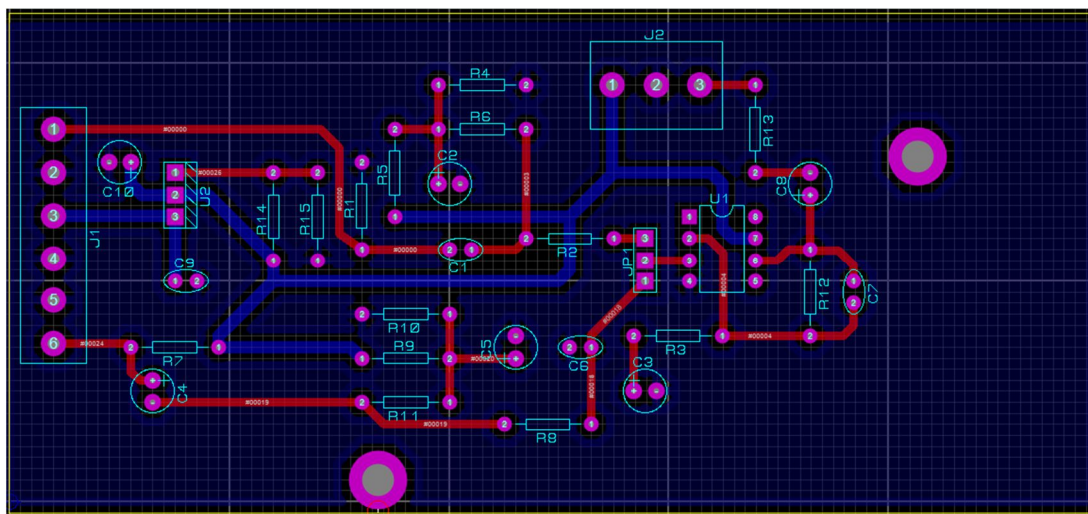 J2
1 2 3
R4
1 2
R6
1 2
R13
1 2
R5
C2
C8
J1
1
2
3
4
5
6
#00000
C10
U2
1
2
3
#00026
R14
R15
R1
#00000
#00003
U1
1 8
2 7
3 6
4 5
#00000
C1
1 2
R2
2 1
JP1
3
2
1
C9
1 2
#00004
R12
C7
1
2
#00018
R10
2 1
R9
1 2
#00020
C5
R11
2 1
#00024
R7
1 2
C4
#00019
#00019
R8
2 1
C6
2 1
#00018
R3
2 1
#00004
C3